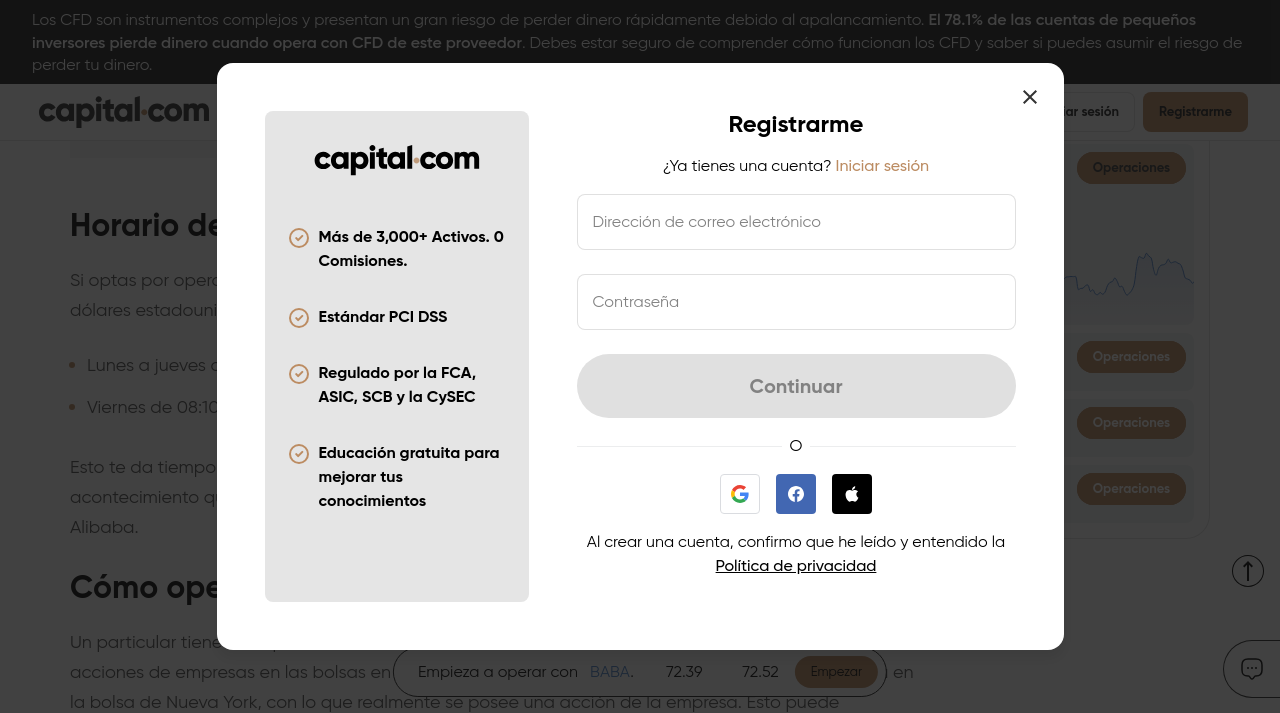 Los CFD son instrumentos complejos y presentan un gran riesgo de perder dinero rápidamente debido al apalancamiento. El 78.1% de las cuentas de pequeños
inversores pierde dinero cuando opera con CFD de este proveedor. Debes estar seguro de comprender cómo funcionan los CFD y saber si puedes asumir el riesgo de
perder tu dinero.
capital.com
iar sesión
Registrarme
Operaciones
Horario de
Si optas por oper
dólares estadouni
Lunes a jueves d
Viernes de 08:10
Esto te da tiempo
acontecimiento q
Alibaba.
Operaciones
Operaciones
Operaciones
Cómo ope
Un particular tiene
acciones de empresas en las bolsas en
en
la bolsa de Nueva York, con lo que realmente se posee una acción de la empresa. Esto puede
capital.com
Más de 3,000+ Activos. 0
Comisiones.
Estándar PCI DSS
Regulado por la FCA,
ASIC, SCB y la CySEC
Educación gratuita para
mejorar tus
conocimientos
Registrarme
¿Ya tienes una cuenta? Iniciar sesión
Dirección de correo electrónico
Contraseña
Continuar
O
Al crear una cuenta, confirmo que he leído y entendido la
Política de privacidad
Empieza a operar con BABA. 72.39 72.52 Empezar